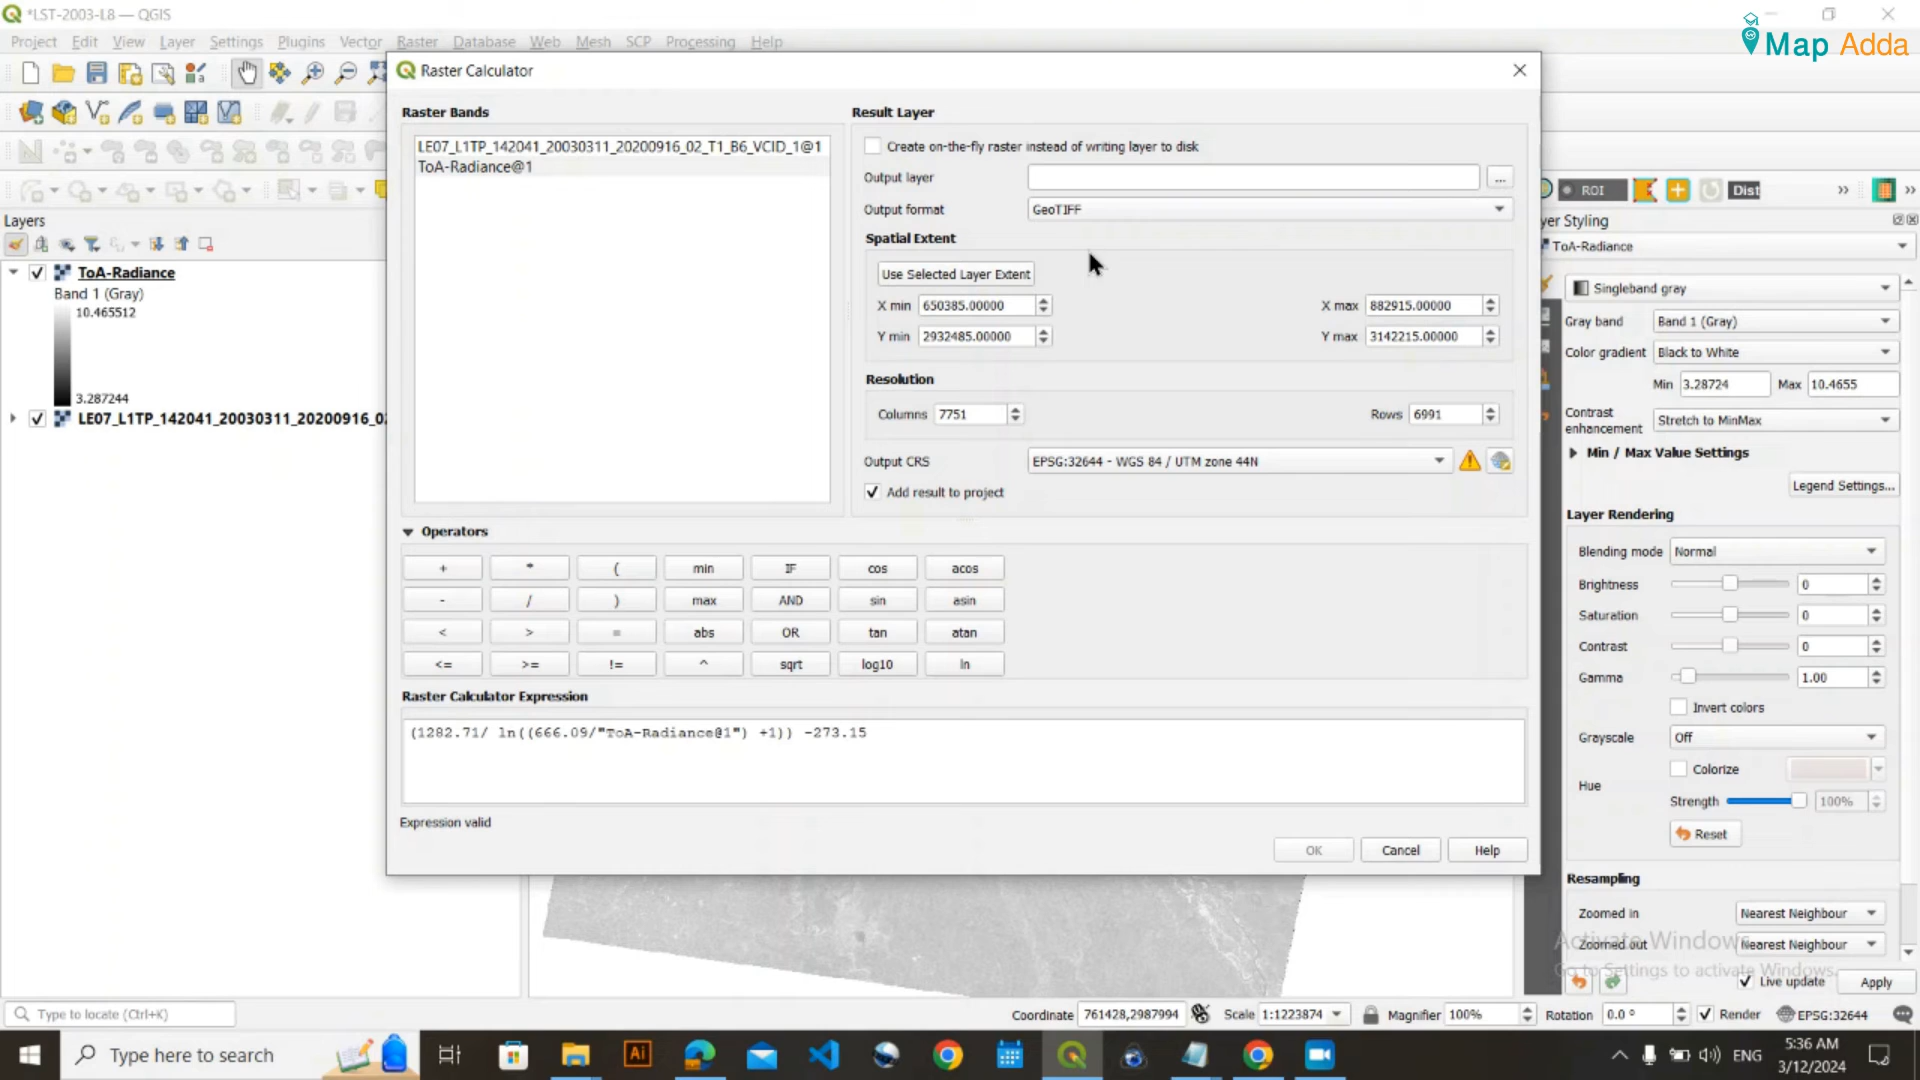 *LST-2003-L8 — QGIS
Map Adda
Project Edit View Layer Settings Plugins Vector Raster Database Web Mesh SCP Processing Help
Raster Calculator
Raster Bands
LE07_L1TP_142041_20030311_20200916_02_T1_B6_VCID_1@1
ToA-Radiance@1
Result Layer
Create on-the-fly raster instead of writing layer to disk
Output layer
...
Output format GeoTIFF
Spatial Extent
Use Selected Layer Extent
X min 650385.00000 X max 882915.00000
Y min 2932485.00000 Y max 3142215.00000
Resolution
Columns 7751 Rows 6991
Output CRS EPSG:32644 - WGS 84 / UTM zone 44N
Add result to project
Operators
+ * ( min IF cos acos
- / ) max AND sin asin
< > = abs OR tan atan
<= >= != ^ sqrt log10 ln
Raster Calculator Expression
(1282.71/ ln((666.09/"ToA-Radiance@1") +1)) -273.15
Expression valid
OK Cancel Help
Layers
ToA-Radiance
Band 1 (Gray)
10.465512
3.287244
LE07_L1TP_142041_20030311_20200916_02
ROI Dist
yer Styling
ToA-Radiance
Singleband gray
Gray band Band 1 (Gray)
Color gradient Black to White
Min 3.28724 Max 10.4655
Contrast enhancement Stretch to MinMax
Min / Max Value Settings
Legend Settings...
Layer Rendering
Blending mode Normal
Brightness 0
Saturation 0
Contrast 0
Gamma 1.00
Invert colors
Grayscale Off
Hue Colorize
Strength 100%
Reset
Resampling
Zoomed in Nearest Neighbour
Zoomed out Nearest Neighbour
Activate Windows
Go to Settings to activate Windows.
Live update Apply
Type to locate (Ctrl+K) Coordinate 761428,2987994 Scale 1:1223874 Magnifier 100% Rotation 0.0 ° Render EPSG:32644
Type here to search
Ai
ENG
5:36 AM
3/12/2024